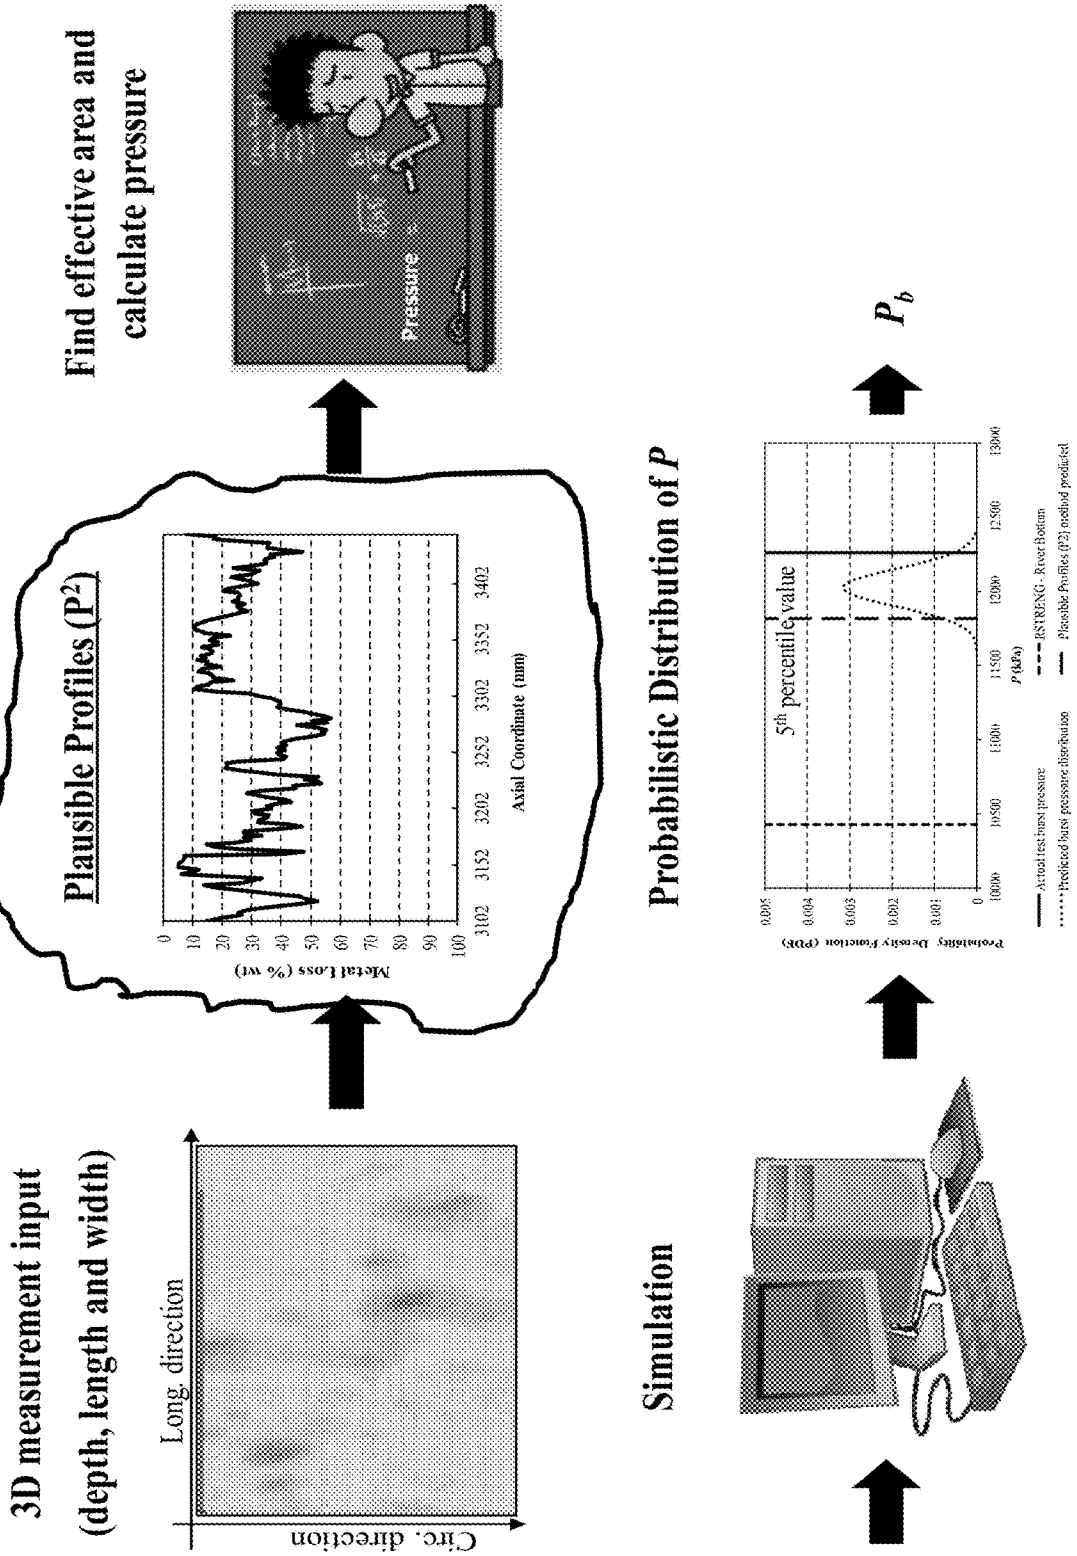 3D measurement input
(depth, length and width)
Long. direction
Circ. direction
Plausible Profiles (P²)
Metal Loss (% wt)
0
10
20
30
40
50
60
70
80
90
100
3102
3152
3202
3252
3302
3352
3402
Axial Coordinate (mm)
Find effective area and
calculate pressure
Pressure =
Simulation
Probabilistic Distribution of P
5th percentile value
Probability Density Function (PDF)
0.005
0.004
0.003
0.002
0.001
0
10000
10500
11000
11500
12000
12500
13000
P (kPa)
Actual test burst pressure
RSTRENG - River Bottom
Predicted burst pressure distribution
Plausible Profiles (P2) method predicted
P_b